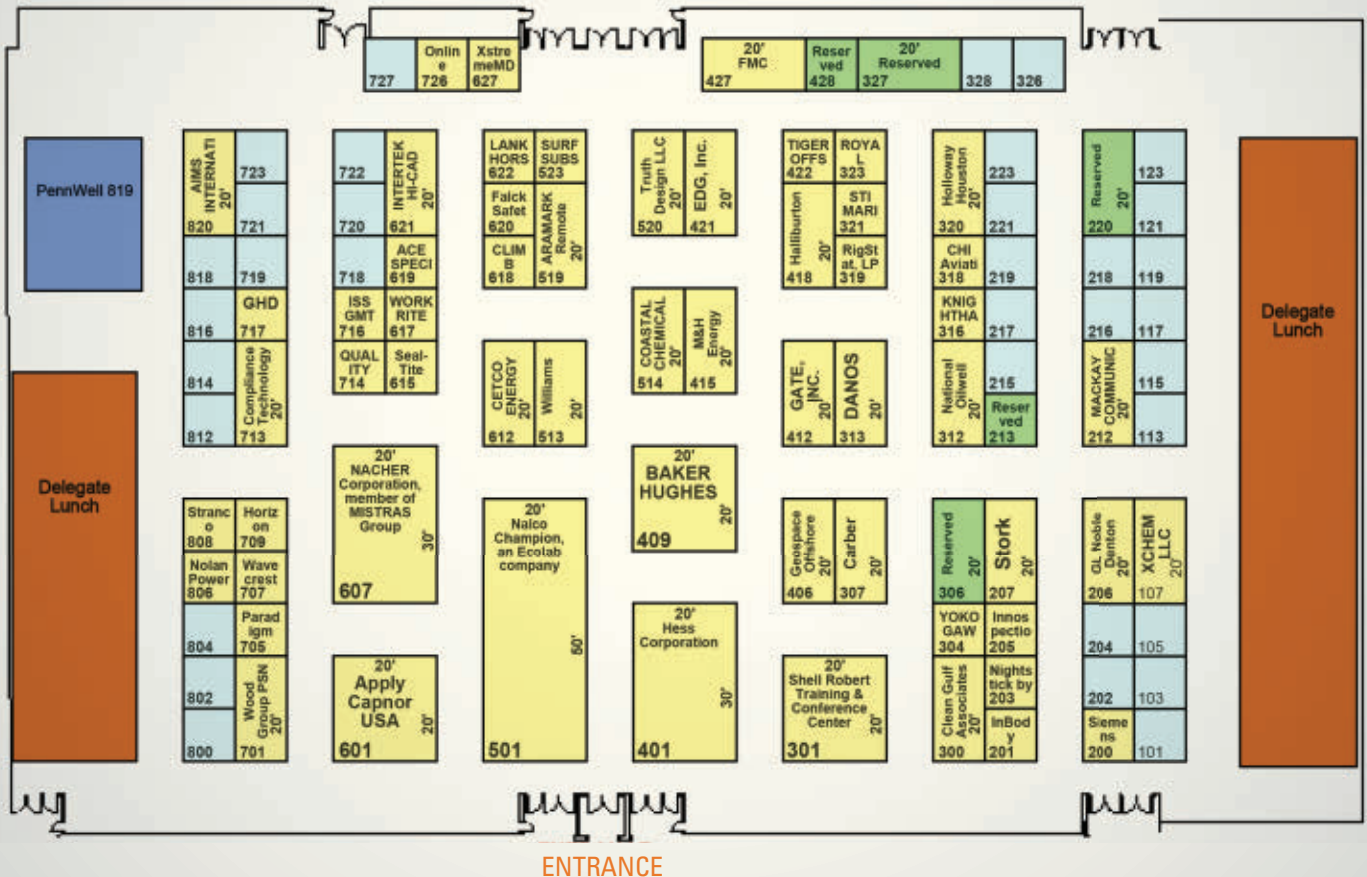 20'
FMC
427
Reser
ved
428
20'
Reserved
327
328
326
727
Onlin
e
726
Xstre
meMD
627
PennWell 819
AIMS
INTERNATI
20'
820
723
721
818
719
816
GHD
717
814
Compliance
Technology
20'
713
812
722
INTERTEK
HI-CAD
20'
621
720
718
ACE
SPECI
619
ISS
GMT
716
WORK
RITE
617
QUAL
ITY
714
Seal-
Tite
615
LANK
HORS
622
SURF
SUBS
523
Falck
Safet
620
ARAMARK
Remote
20'
519
CLIM
B
618
CETCO
ENERGY
20'
612
Williams
20'
513
Truth
Design LLC
20'
520
EDG, Inc.
20'
421
COASTAL
CHEMICAL
20'
514
M&H
Energy
20'
415
TIGER
OFFS
422
ROYA
L
323
Halliburton
20'
418
STI
MARI
321
RigSt
at, LP
319
GATE,
INC.
20'
412
DANOS
20'
313
Holloway
Houston
20'
320
223
221
CHI
Aviati
318
219
KNIG
HTHA
316
217
National
Oilwell
20'
312
215
Reser
ved
213
Reserved
20'
220
123
121
218
119
216
117
MACKAY
COMMUNIC
20'
212
115
113
Delegate
Lunch
Delegate
Lunch
Stranc
o
808
Horiz
on
709
Nolan
Power
806
Wave
crest
707
804
Parad
igm
705
802
Wood
Group PSN
20'
701
800
20'
NACHER
Corporation,
member of
MISTRAS
Group
30'
607
20'
Apply
Capnor
USA
20'
601
20'
Nalco
Champion,
an Ecolab
company
50'
501
20'
BAKER
HUGHES
20'
409
20'
Hess
Corporation
30'
401
Geospace
Offshore
20'
406
Carber
20'
307
20'
Shell Robert
Training &
Conference
Center
20'
301
Reserved
20'
306
Stork
20'
207
YOKO
GAW
304
Innos
pectio
205
Clean Gulf
Associates
20'
300
Nights
tick by
203
InBod
y
201
GL Noble
Denton
20'
206
XCHEM
LLC
20'
107
204
105
202
103
Sieme
ns
200
101
ENTRANCE